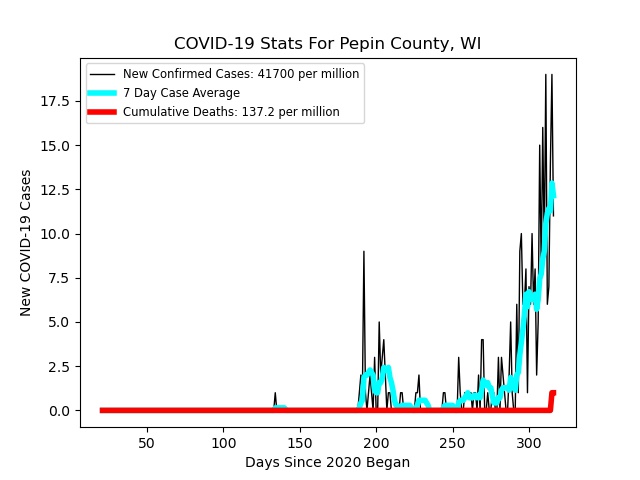 COVID-19 Stats For Pepin County, WI
New Confirmed Cases: 41700 per million
7 Day Case Average
Cumulative Deaths: 137.2 per million
New COVID-19 Cases
17.5
15.0
12.5
10.0
7.5
5.0
2.5
0.0
50 100 150 200 250 300
Days Since 2020 Began